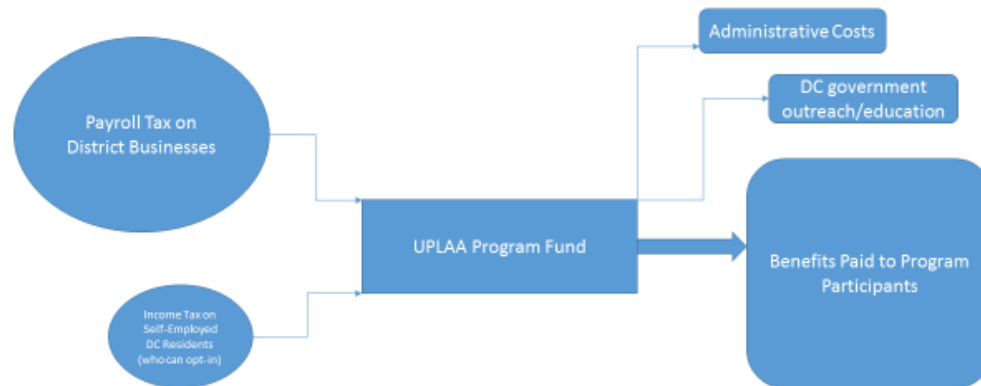 Administrative Costs
DC government
outreach/education
Payroll Tax on
District Businesses
UPLAA Program Fund
Benefits Paid to Program
Participants
Income Tax on
Self-Employed
DC Residents
(who can opt-in)